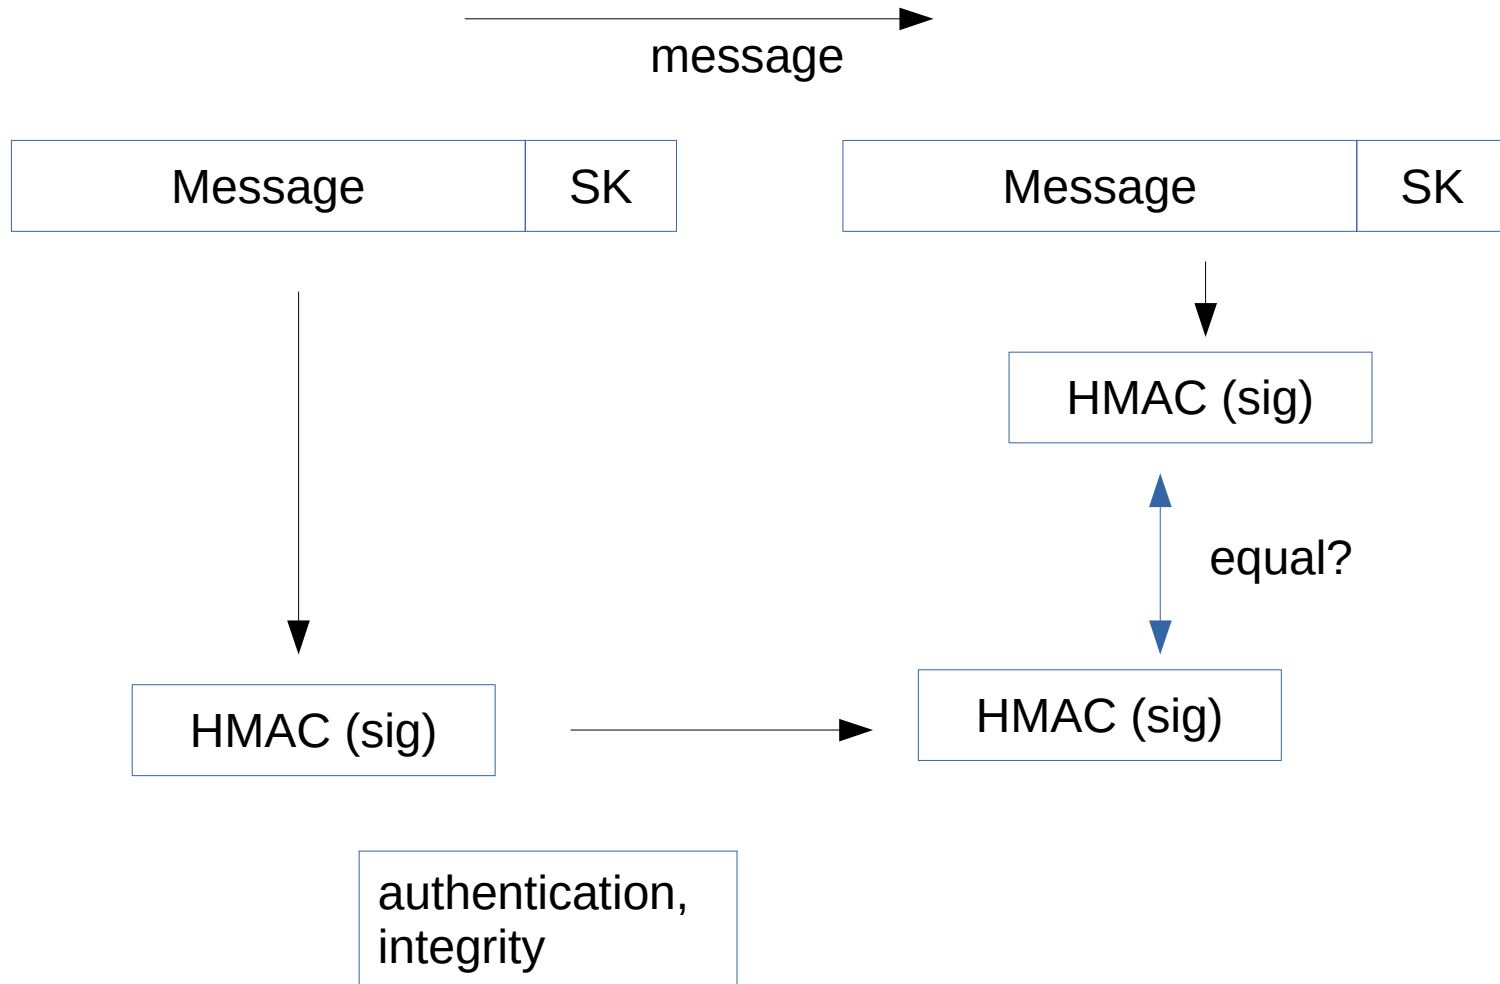 message
Message SK
Message SK
HMAC (sig)
equal?
HMAC (sig)
HMAC (sig)
authentication,
integrity